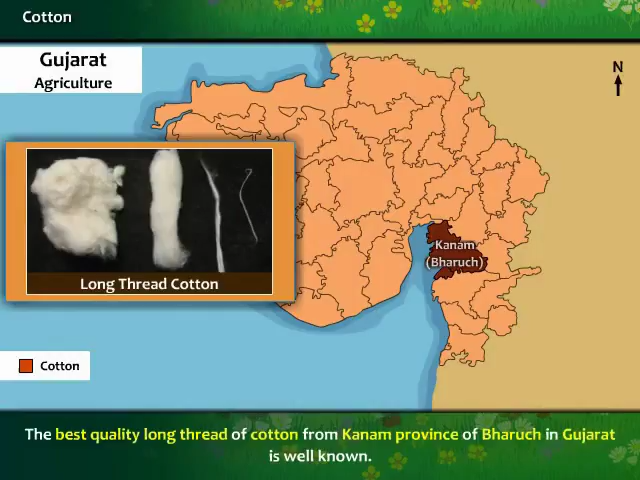 Cotton
Gujarat
Agriculture
N
Kanam
(Bharuch)
Long Thread Cotton
Cotton
The best quality long thread of cotton from Kanam province of Bharuch in Gujarat
is well known.